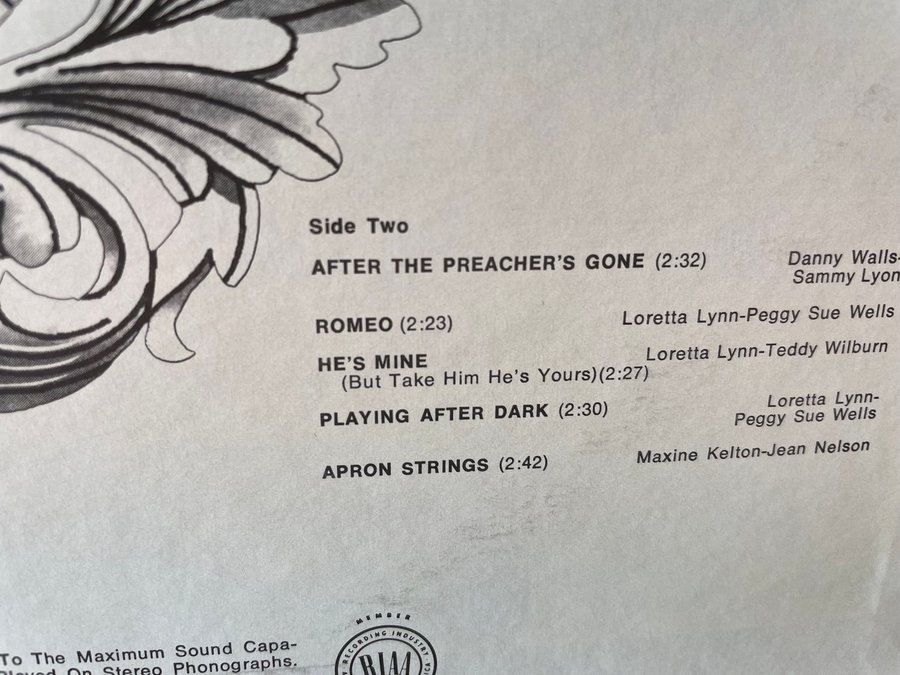 Side Two
AFTER THE PREACHER'S GONE (2:32) Danny Walls-
Sammy Lyon
ROMEO (2:23) Loretta Lynn-Peggy Sue Wells
HE'S MINE Loretta Lynn-Teddy Wilburn
(But Take Him He's Yours)(2:27)
PLAYING AFTER DARK (2:30) Loretta Lynn-
Peggy Sue Wells
APRON STRINGS (2:42) Maxine Kelton-Jean Nelson
MEMBER
RECORDING INDUSTRY
RIAA
To The Maximum Sound Capa-
Played On Stereo Phonographs.